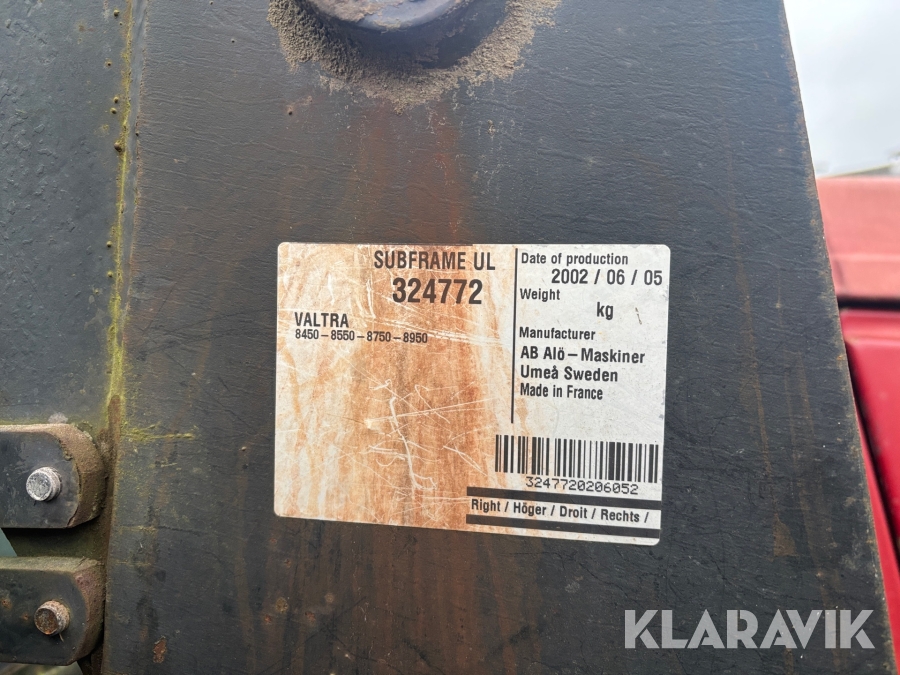 SUBFRAME UL
324772
VALTRA
8450-8550-8750-8950
Date of production
2002 / 06 / 05
Weight
kg
Manufacturer
AB Alö-Maskiner
Umeå Sweden
Made in France
3247720206052
Right / Höger / Droit / Rechts /
KLARAVIK